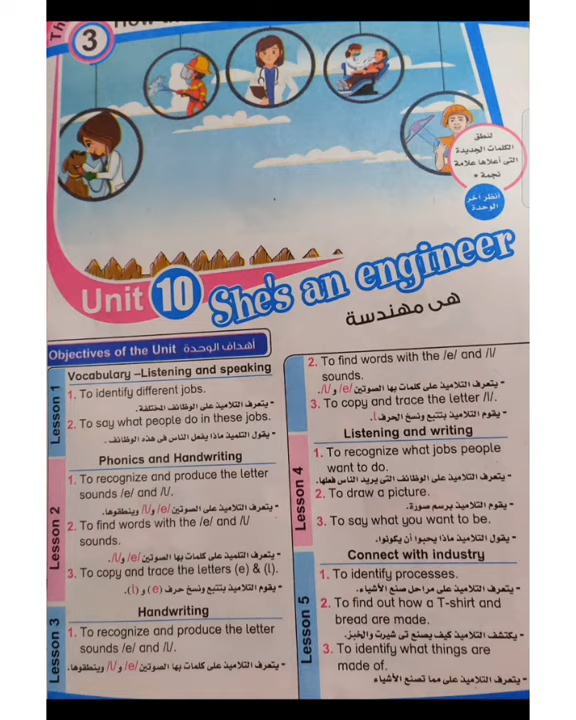 3
لنطق
الكلمات الجديدة
التى أعلاها علامة
نجمة *
انظر آخر
الوحدة
Unit 10 She's an engineer
هى مهندسة
Objectives of the Unit أهداف الوحدة
Lesson 1
Vocabulary –Listening and speaking
1. To identify different jobs.
- يتعرف التلاميذ على الوظائف المختلفة.
2. To say what people do in these jobs.
- يقول التلميذ ماذا يفعل الناس فى هذه الوظائف.
Lesson 2
Phonics and Handwriting
1. To recognize and produce the letter
sounds /e/ and /l/.
- يتعرف التلاميذ على الصوتين /e/ و/l/ وينطقوها.
2. To find words with the /e/ and /l/
sounds.
- يتعرف التلميذ على كلمات بها الصوتين /e/ و/l/.
3. To copy and trace the letters (e) & (l).
- يقوم التلاميذ بتتبع ونسخ حرف (e) و (l).
Lesson 3
Handwriting
1. To recognize and produce the letter
sounds /e/ and /l/.
- يتعرف التلاميذ على كلمات بها الصوتين /e/ و/l/ وينطقوها.
2. To find words with the /e/ and /l/
sounds.
- يتعرف التلاميذ على كلمات بها الصوتين /e/ و/l/.
3. To copy and trace the letter /l/.
- يقوم التلاميذ بتتبع ونسخ الحرف l.
Lesson 4
Listening and writing
1. To recognize what jobs people
want to do.
- يتعرف التلاميذ على الوظائف التى يريد الناس فعلها.
2. To draw a picture.
- يقوم التلاميذ برسم صورة.
3. To say what you want to be.
- يقول التلاميذ ماذا يحبوا أن يكونوا.
Lesson 5
Connect with industry
1. To identify processes.
- يتعرف التلاميذ على مراحل صنع الأشياء.
2. To find out how a T-shirt and
bread are made.
- يكتشف التلاميذ كيف يصنع تى شيرت والخبز.
3. To identify what things are
made of.
- يتعرف التلاميذ على مما تصنع الأشياء